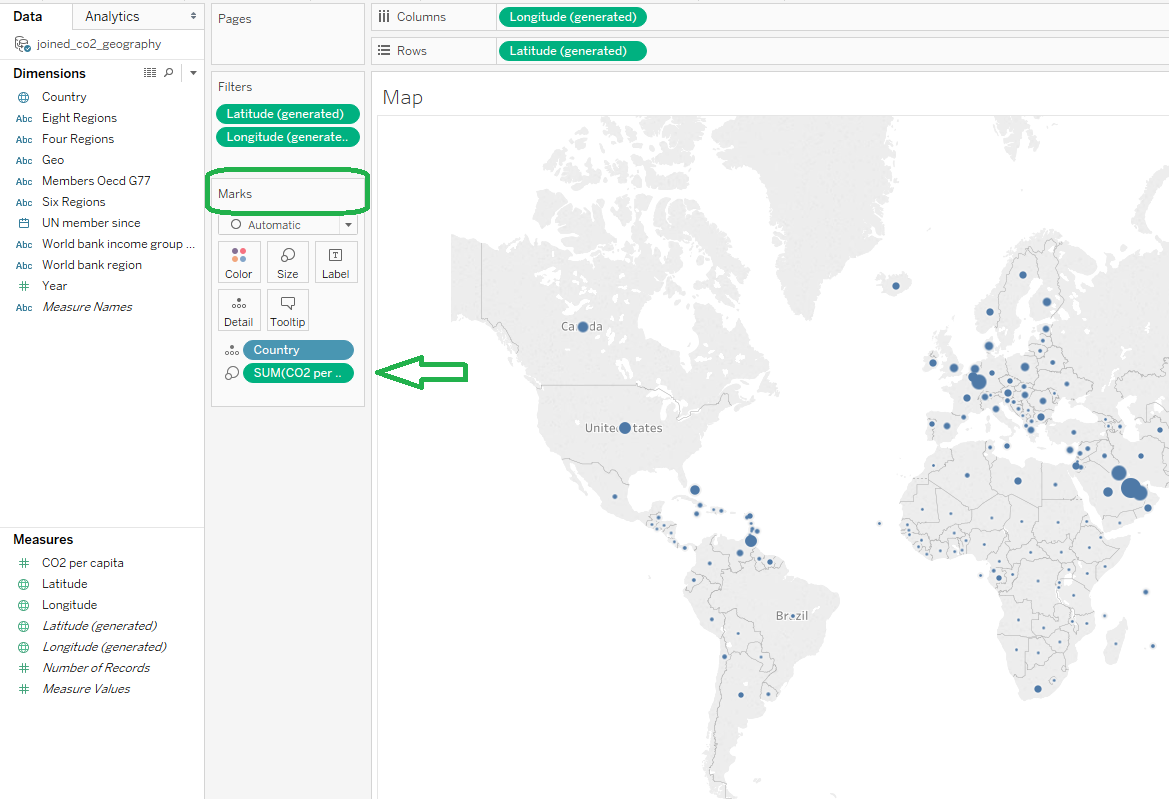 Data
Analytics
joined_co2_geography
Dimensions
Country
Abc Eight Regions
Abc Four Regions
Abc Geo
Abc Members Oecd G77
Abc Six Regions
UN member since
Abc World bank income group ...
Abc World bank region
Year
Abc Measure Names
Measures
CO2 per capita
Latitude
Longitude
Latitude (generated)
Longitude (generated)
Number of Records
Measure Values
Pages
Filters
Latitude (generated)
Longitude (generate..
Marks
Automatic
Color Size Label
Detail Tooltip
Country
SUM(CO2 per ..
Columns Longitude (generated)
Rows Latitude (generated)
Map
Canada
United States
Brazil